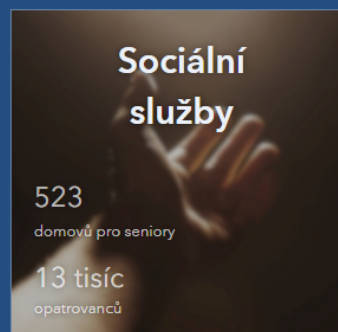 Sociální
služby
523
domovů pro seniory
13 tisíc
opatrovanců